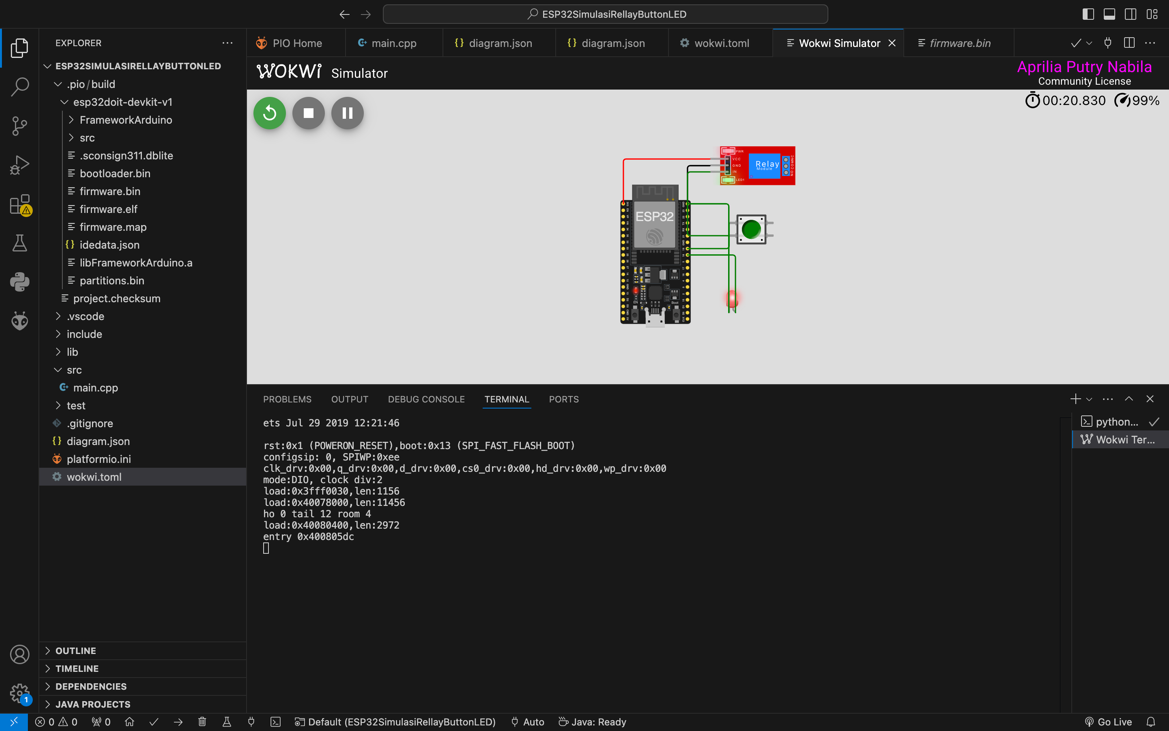 ESP32SimulasiRellayButtonLED
EXPLORER
ESP32SIMULASIRELLAYBUTTONLED
.pio / build
esp32doit-devkit-v1
FrameworkArduino
src
.sconsign311.dblite
bootloader.bin
firmware.bin
firmware.elf
firmware.map
idedata.json
libFrameworkArduino.a
partitions.bin
project.checksum
.vscode
include
lib
src
main.cpp
test
.gitignore
diagram.json
platformio.ini
wokwi.toml
OUTLINE
TIMELINE
DEPENDENCIES
JAVA PROJECTS
PIO Home
main.cpp
diagram.json
diagram.json
wokwi.toml
Wokwi Simulator
firmware.bin
WOKWi Simulator
Aprilia Putry Nabila
Community License
00:20.830 99%
Relay
ESP32
PROBLEMS OUTPUT DEBUG CONSOLE TERMINAL PORTS
ets Jul 29 2019 12:21:46
rst:0x1 (POWERON_RESET),boot:0x13 (SPI_FAST_FLASH_BOOT)
configsip: 0, SPIWP:0xee
clk_drv:0x00,q_drv:0x00,d_drv:0x00,cs0_drv:0x00,hd_drv:0x00,wp_drv:0x00
mode:DIO, clock div:2
load:0x3fff0030,len:1156
load:0x40078000,len:11456
ho 0 tail 12 room 4
load:0x40080400,len:2972
entry 0x400805dc
python...
Wokwi Ter...
1
0 0 0 Default (ESP32SimulasiRellayButtonLED) Auto Java: Ready Go Live